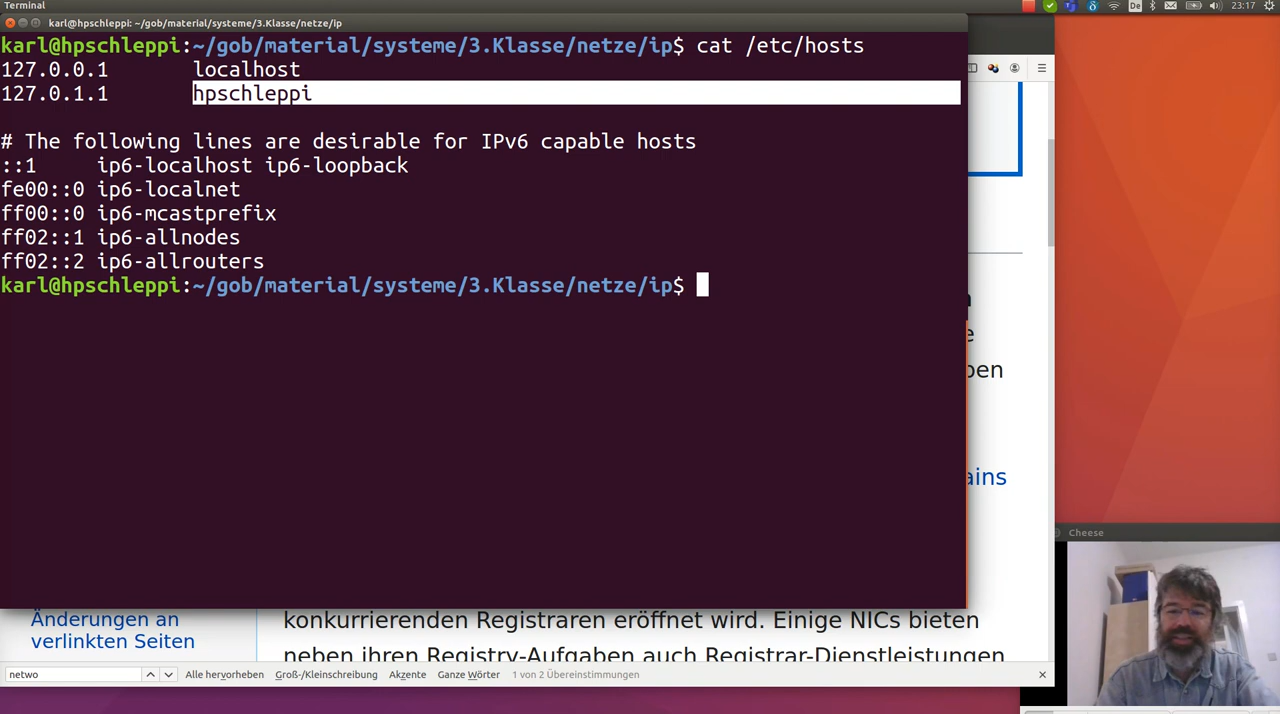 Terminal
De
23:17
karl@hpschleppi: ~/gob/material/systeme/3.Klasse/netze/ip
karl@hpschleppi:~/gob/material/systeme/3.Klasse/netze/ip$ cat /etc/hosts
127.0.0.1       localhost
127.0.1.1       hpschleppi
# The following lines are desirable for IPv6 capable hosts
::1     ip6-localhost ip6-loopback
fe00::0 ip6-localnet
ff00::0 ip6-mcastprefix
ff02::1 ip6-allnodes
ff02::2 ip6-allrouters
karl@hpschleppi:~/gob/material/systeme/3.Klasse/netze/ip$
n
e
ben
ains
Cheese
Änderungen an
verlinkten Seiten
konkurrierenden Registraren eröffnet wird. Einige NICs bieten
neben ihren Registry-Aufgaben auch Registrar-Dienstleistungen
netwo
Alle hervorheben
Groß-/Kleinschreibung
Akzente
Ganze Wörter
1 von 2 Übereinstimmungen